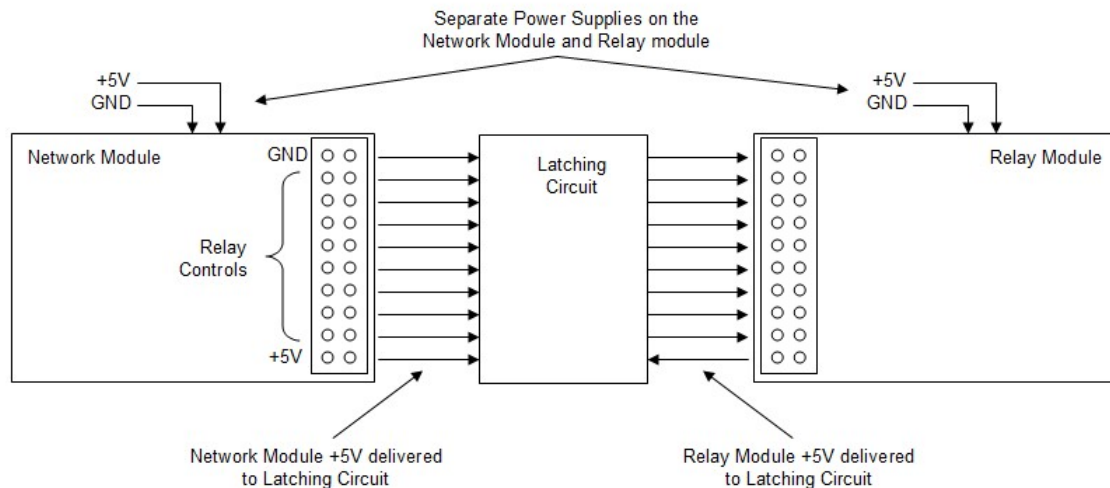 Separate Power Supplies on the
Network Module and Relay module
+5V
GND
+5V
GND
Network Module
GND
Relay
Controls
+5V
Latching
Circuit
Relay Module
Network Module +5V delivered
to Latching Circuit
Relay Module +5V delivered
to Latching Circuit